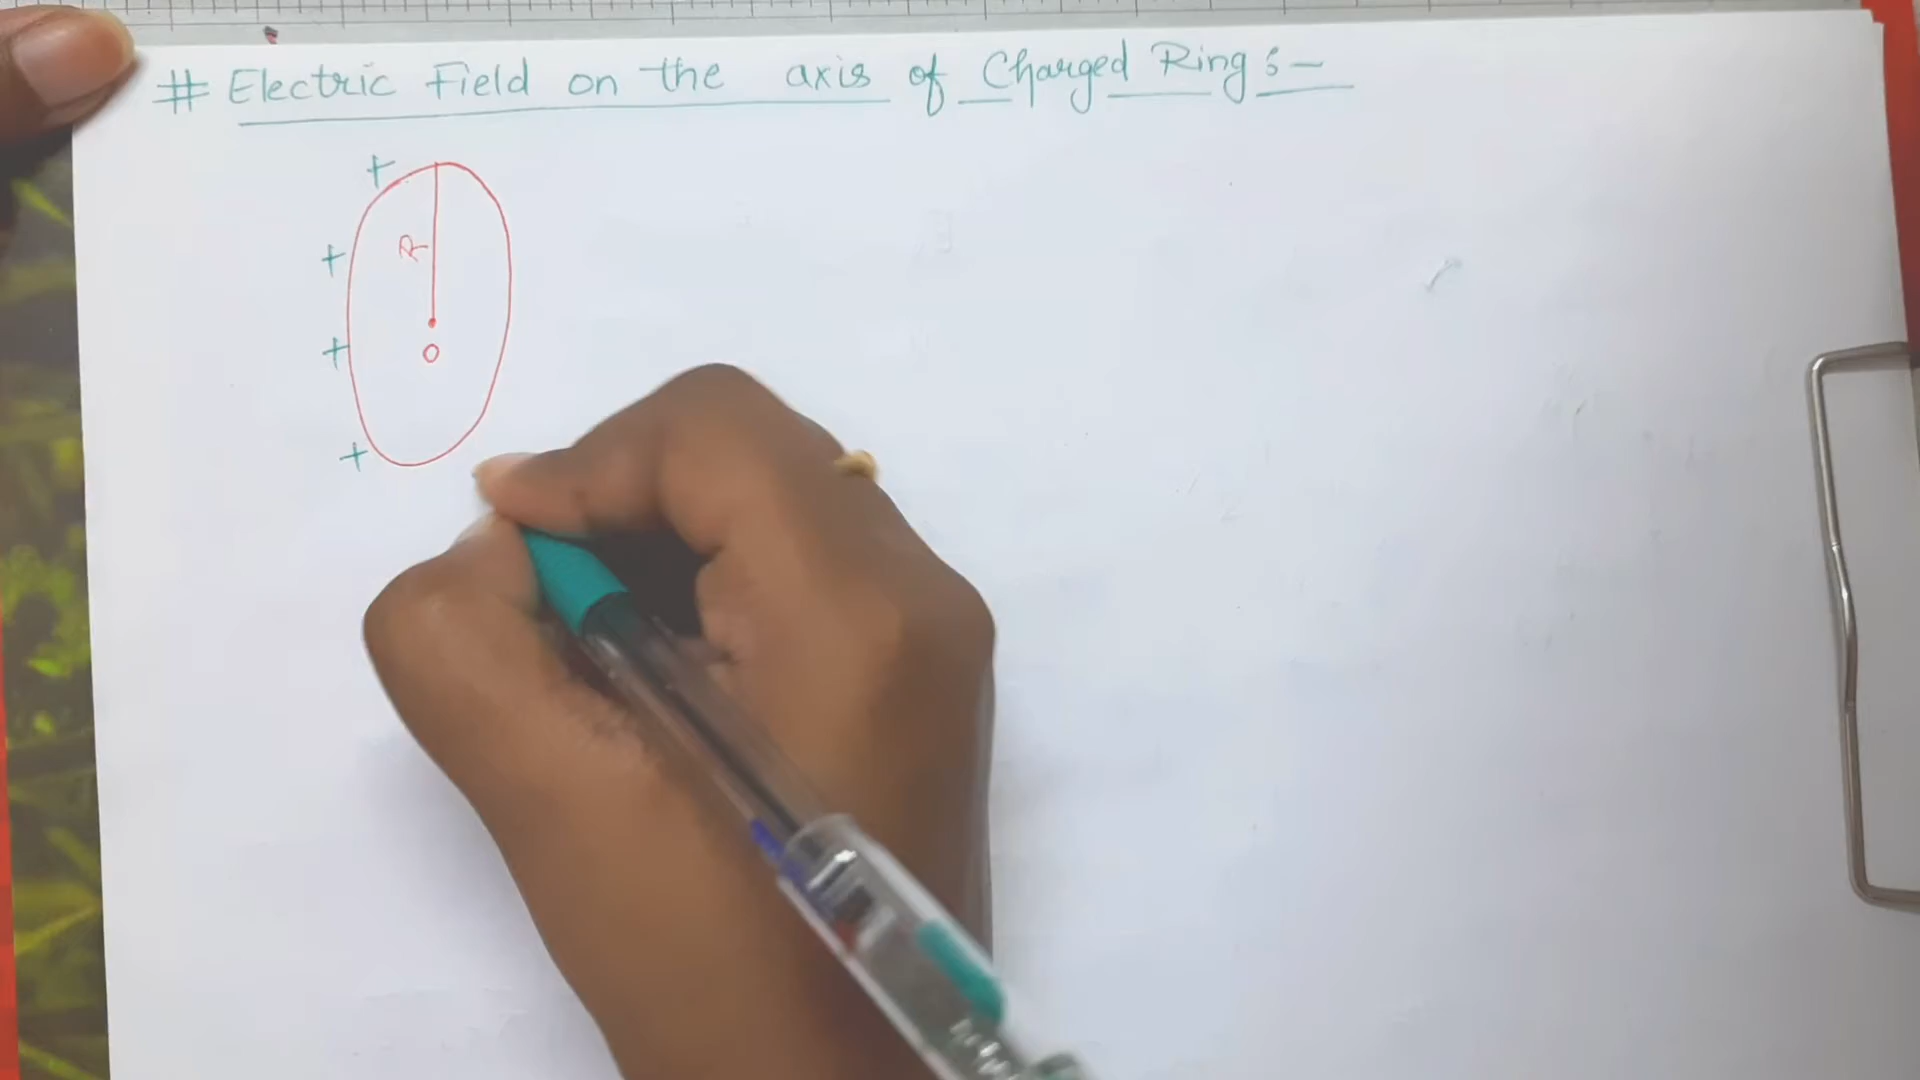 # Electric Field on the axis of Charged Ring :-
+
R
+
+
O
+